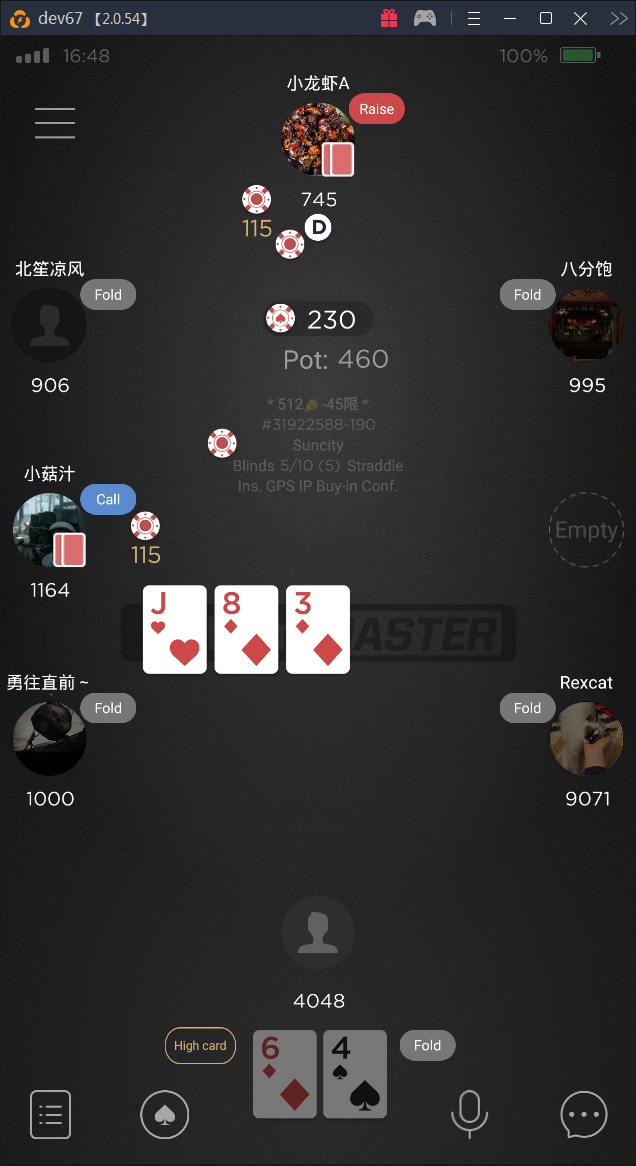 dev67 【2.0.54】
16:48
100%
小龙虾A
Raise
745
115
D
北笙凉风
Fold
906
八分饱
Fold
995
230
Pot: 460
* 512 -45限 *
#31922588-190
Suncity
Blinds 5/10 (5) Straddle
Ins. GPS IP Buy-in Conf.
小菇汁
Call
1164
115
Empty
J
8
3
MASTER
勇往直前~
Fold
1000
Rexcat
Fold
9071
4048
High card
6
4
Fold